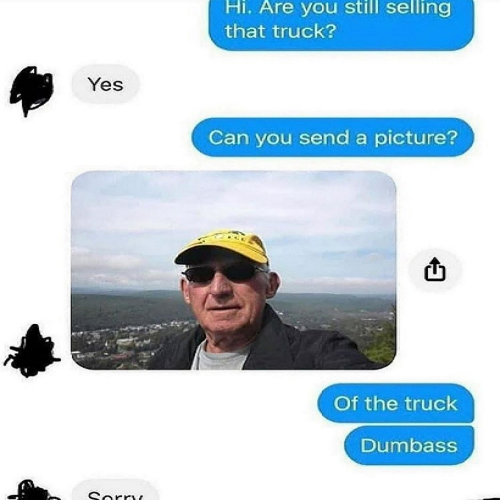 Hi. Are you still selling
that truck?
Yes
Can you send a picture?
Of the truck
Dumbass
Sorry